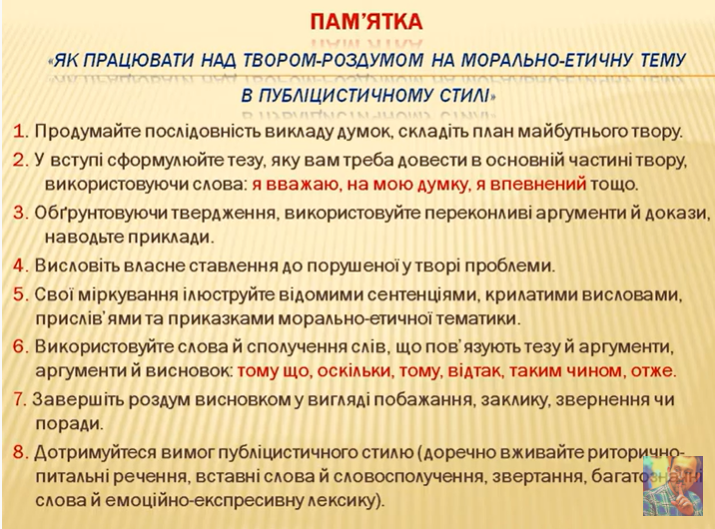 ПАМ’ЯТКА
«ЯК ПРАЦЮВАТИ НАД ТВОРОМ-РОЗДУМОМ НА МОРАЛЬНО-ЕТИЧНУ ТЕМУ
В ПУБЛІЦИСТИЧНОМУ СТИЛІ»
1. Продумайте послідовність викладу думок, складіть план майбутнього твору.
2. У вступі сформулюйте тезу, яку вам треба довести в основній частині твору,
використовуючи слова: я вважаю, на мою думку, я впевнений тощо.
3. Обґрунтовуючи твердження, використовуйте переконливі аргументи й докази,
наводьте приклади.
4. Висловіть власне ставлення до порушеної у творі проблеми.
5. Свої міркування ілюструйте відомими сентенціями, крилатими висловами,
прислів’ями та приказками морально-етичної тематики.
6. Використовуйте слова й сполучення слів, що пов’язують тезу й аргументи,
аргументи й висновок: тому що, оскільки, тому, відтак, таким чином, отже.
7. Завершіть роздум висновком у вигляді побажання, заклику, звернення чи
поради.
8. Дотримуйтеся вимог публіцистичного стилю (доречно вживайте риторично-
питальні речення, вставні слова й словосполучення, звертання, багатозначні
слова й емоційно-експресивну лексику).